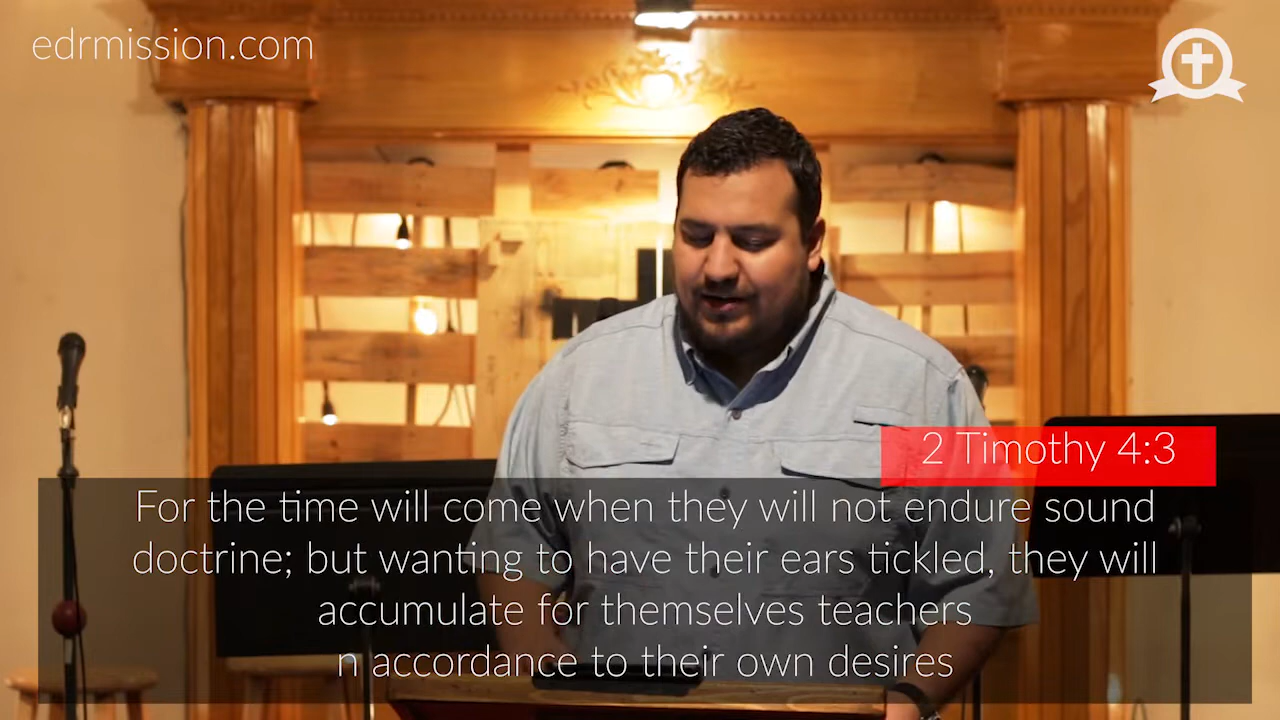 edrmission.com
2 Timothy 4:3
For the time will come when they will not endure sound
doctrine; but wanting to have their ears tickled, they will
accumulate for themselves teachers
n accordance to their own desires